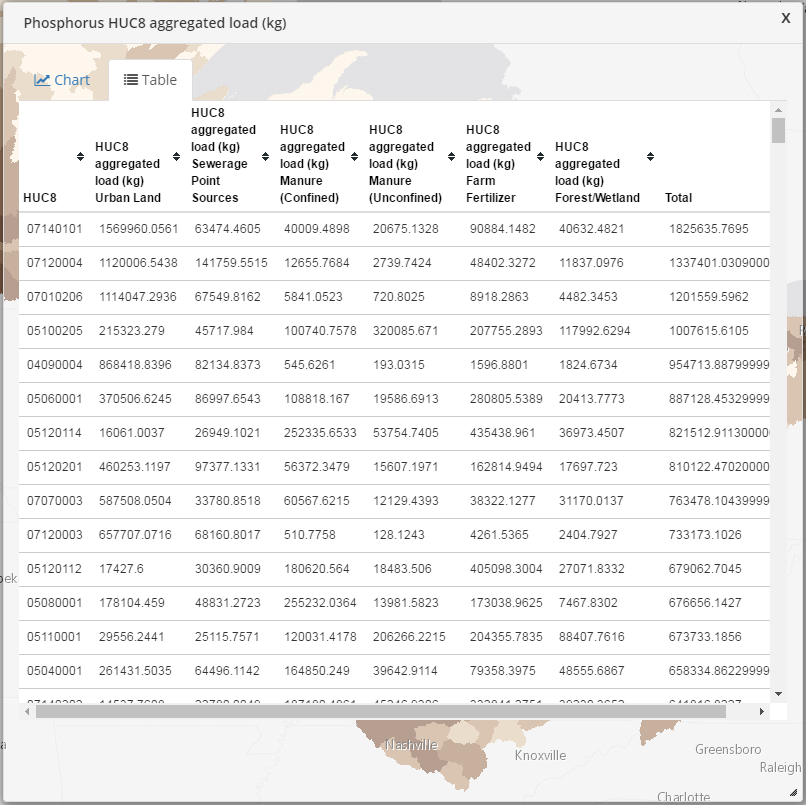 Phosphorus HUC8 aggregated load (kg)
X
Chart
Table
HUC8
HUC8 aggregated load (kg) Urban Land
HUC8 aggregated load (kg) Sewerage Point Sources
HUC8 aggregated load (kg) Manure (Confined)
HUC8 aggregated load (kg) Manure (Unconfined)
HUC8 aggregated load (kg) Farm Fertilizer
HUC8 aggregated load (kg) Forest/Wetland
Total
07140101 1569960.0561 63474.4605 40009.4898 20675.1328 90884.1482 40632.4821 1825635.7695
07120004 1120006.5438 141759.5515 12655.7684 2739.7424 48402.3272 11837.0976 1337401.0309000
07010206 1114047.2936 67549.8162 5841.0523 720.8025 8918.2863 4482.3453 1201559.5962
05100205 215323.279 45717.984 100740.7578 320085.671 207755.2893 117992.6294 1007615.6105
04090004 868418.8396 82134.8373 545.6261 193.0315 1596.8801 1824.6734 954713.88799999
05060001 370506.6245 86997.6543 108818.167 19586.6913 280805.5389 20413.7773 887128.45329999
05120114 16061.0037 26949.1021 252335.6533 53754.7405 435438.961 36973.4507 821512.91130000
05120201 460253.1197 97377.1331 56372.3479 15607.1971 162814.9494 17697.723 810122.47020000
07070003 587508.0504 33780.8518 60567.6215 12129.4393 38322.1277 31170.0137 763478.10439999
07120003 657707.0716 68160.8017 510.7758 128.1243 4261.5365 2404.7927 733173.1026
05120112 17427.6 30360.9009 180620.564 18483.506 405098.3004 27071.8332 679062.7045
05080001 178104.459 48831.2723 255232.0364 13981.5823 173038.9625 7467.8302 676656.1427
05110001 29556.2441 25115.7571 120031.4178 206266.2215 204355.7835 88407.7616 673733.1856
05040001 261431.5035 64496.1142 164850.249 39642.9114 79358.3975 48555.6867 658334.86229999
Nashville
Knoxville
Greensboro
Raleigh
Charlotte